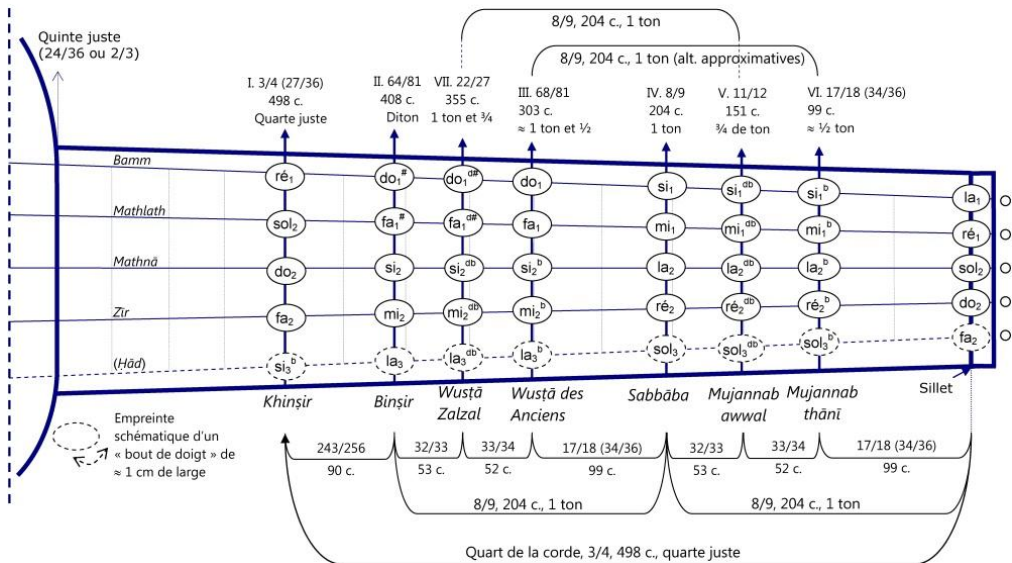 8/9, 204 c., 1 ton
Quinte juste
(24/36 ou 2/3)
8/9, 204 c., 1 ton (alt. approximatives)
I. 3/4 (27/36)
498 c.
Quarte juste
II. 64/81
408 c.
Diton
VII. 22/27
355 c.
1 ton et ¾
III. 68/81
303 c.
≈ 1 ton et ½
IV. 8/9
204 c.
1 ton
V. 11/12
151 c.
¾ de ton
VI. 17/18 (34/36)
99 c.
≈ ½ ton
Bamm
ré₁ do₁# do₁d# do₁ si₁ si₁db si₁b la₁
Mathlath
sol₂ fa₁# fa₁d# fa₁ mi₁ mi₁db mi₁b ré₁
Mathnā
do₂ si₂ si₂db si₂b la₂ la₂db la₂b sol₂
Zīr
fa₂ mi₂ mi₂db mi₂b ré₂ ré₂db ré₂b do₂
(Ḥād)
si₃b la₃ la₃db la₃b sol₃ sol₃db sol₃b fa₂
Khinṣir
Binṣir
Wusṭā
Zalzal
Wusṭā des
Anciens
Sabbāba
Mujannab
awwal
Mujannab
thānī
Sillet
Empreinte
schématique d'un
« bout de doigt » de
≈ 1 cm de large
243/256 32/33 33/34 17/18 (34/36) 32/33 33/34 17/18 (34/36)
90 c. 53 c. 52 c. 99 c. 53 c. 52 c. 99 c.
8/9, 204 c., 1 ton 8/9, 204 c., 1 ton
Quart de la corde, 3/4, 498 c., quarte juste